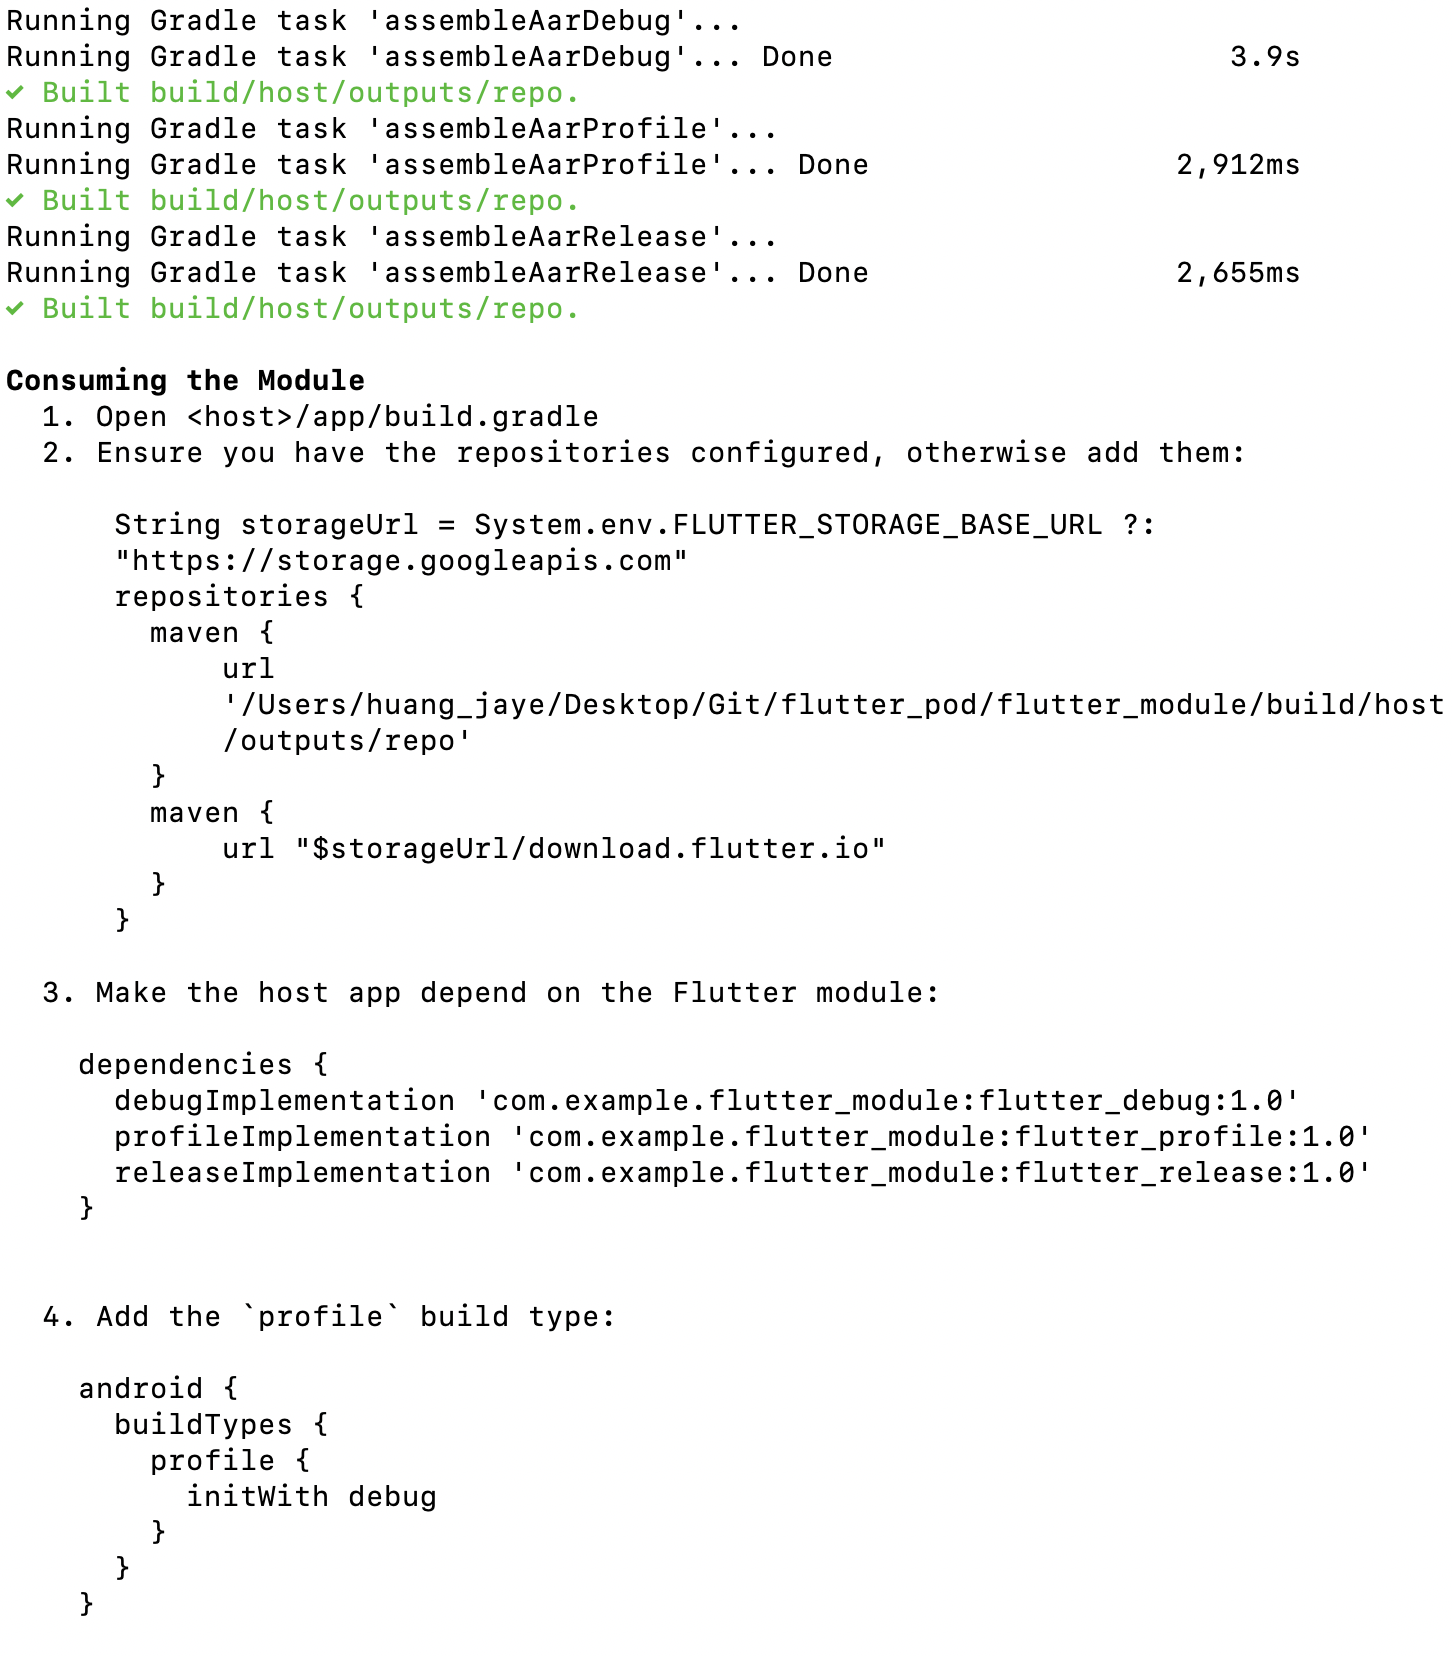 Running Gradle task 'assembleAarDebug'...
Running Gradle task 'assembleAarDebug'... Done 3.9s
✓ Built build/host/outputs/repo.
Running Gradle task 'assembleAarProfile'...
Running Gradle task 'assembleAarProfile'... Done 2,912ms
✓ Built build/host/outputs/repo.
Running Gradle task 'assembleAarRelease'...
Running Gradle task 'assembleAarRelease'... Done 2,655ms
✓ Built build/host/outputs/repo.
Consuming the Module
1. Open <host>/app/build.gradle
2. Ensure you have the repositories configured, otherwise add them:
String storageUrl = System.env.FLUTTER_STORAGE_BASE_URL ?:
"https://storage.googleapis.com"
repositories {
maven {
url
'/Users/huang_jaye/Desktop/Git/flutter_pod/flutter_module/build/host
/outputs/repo'
}
maven {
url "$storageUrl/download.flutter.io"
}
}
3. Make the host app depend on the Flutter module:
dependencies {
debugImplementation 'com.example.flutter_module:flutter_debug:1.0'
profileImplementation 'com.example.flutter_module:flutter_profile:1.0'
releaseImplementation 'com.example.flutter_module:flutter_release:1.0'
}
4. Add the `profile` build type:
android {
buildTypes {
profile {
initWith debug
}
}
}